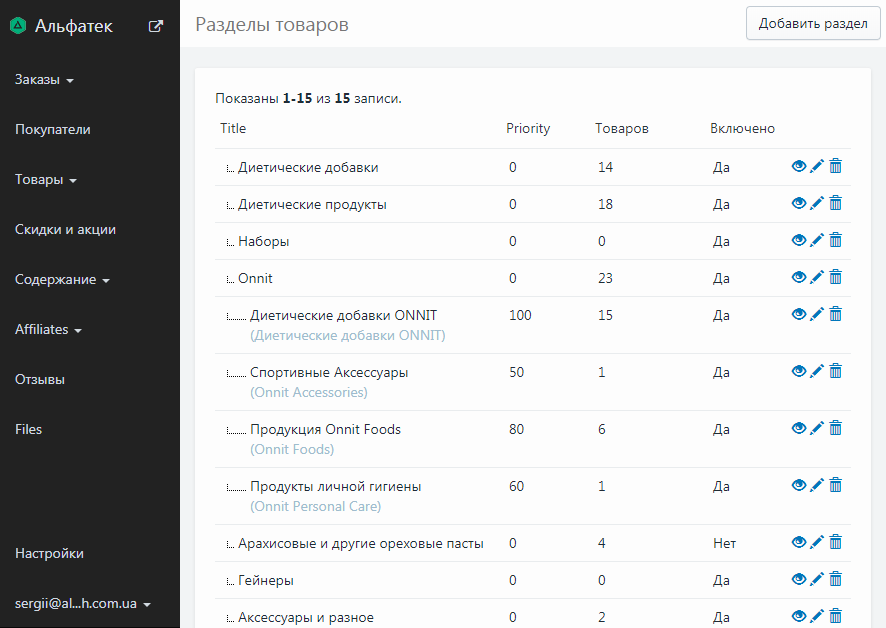 Альфатек
Разделы товаров
Добавить раздел
Заказы
Покупатели
Товары
Скидки и акции
Содержание
Affiliates
Отзывы
Files
Настройки
sergii@al...h.com.ua
Показаны 1-15 из 15 записи.
Title Priority Товаров Включено
Диетические добавки 0 14 Да
Диетические продукты 0 18 Да
Наборы 0 0 Да
Onnit 0 23 Да
Диетические добавки ONNIT 100 15 Да
(Диетические добавки ONNIT)
Спортивные Аксессуары 50 1 Да
(Onnit Accessories)
Продукция Onnit Foods 80 6 Да
(Onnit Foods)
Продукты личной гигиены 60 1 Да
(Onnit Personal Care)
Арахисовые и другие ореховые пасты 0 4 Нет
Гейнеры 0 0 Да
Аксессуары и разное 0 2 Да